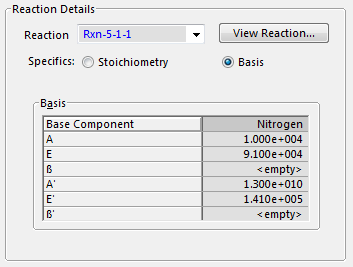 Reaction Details
Reaction Rxn-5-1-1 View Reaction...
Specifics: Stoichiometry Basis
Basis
Base Component Nitrogen
A 1.000e+004
E 9.100e+004
ß <empty>
A' 1.300e+010
E' 1.410e+005
ß' <empty>